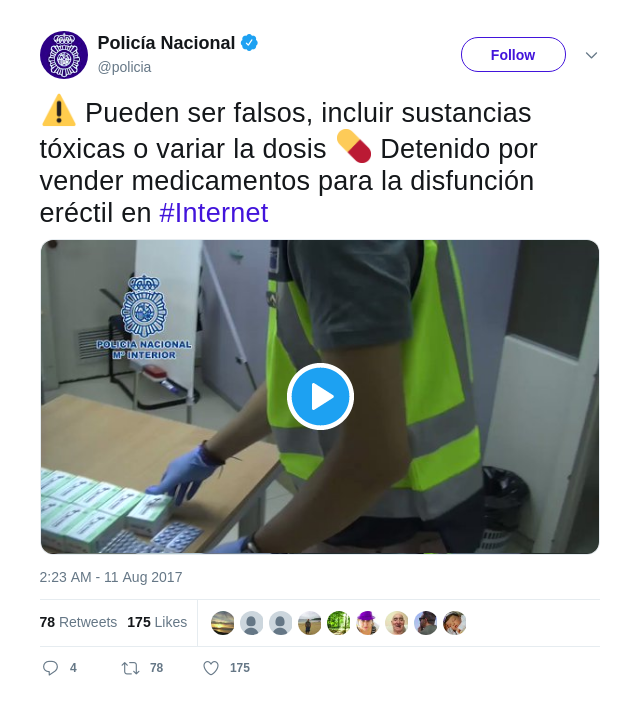 Policía Nacional
@policia
Follow
⚠️ Pueden ser falsos, incluir sustancias
tóxicas o variar la dosis 💊 Detenido por
vender medicamentos para la disfunción
eréctil en #Internet
POLICIA NACIONAL
Mº INTERIOR
2:23 AM - 11 Aug 2017
78 Retweets 175 Likes
4 78 175